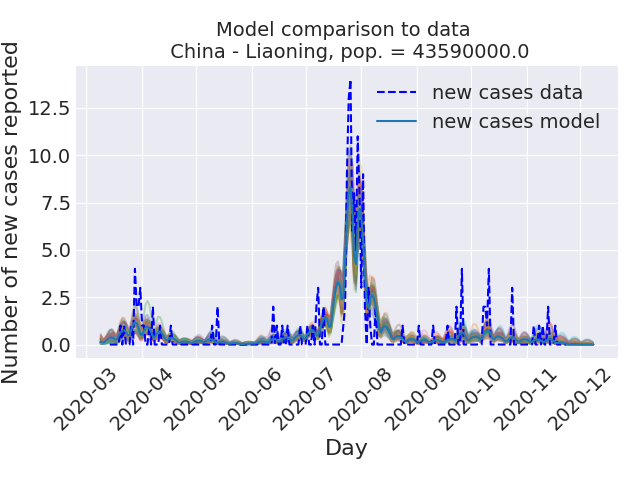 Model comparison to data
China - Liaoning, pop. = 43590000.0
Number of new cases reported
12.5
10.0
7.5
5.0
2.5
0.0
new cases data
new cases model
2020-03
2020-04
2020-05
2020-06
2020-07
2020-08
2020-09
2020-10
2020-11
2020-12
Day